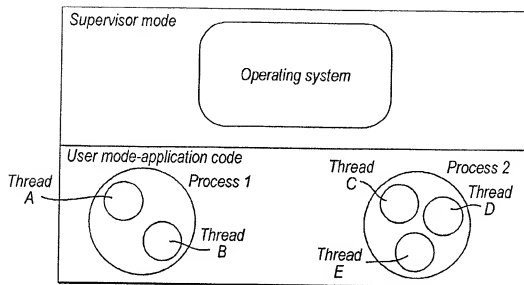 Supervisor mode
Operating system
User mode-application code
Thread
A
Process 1
Thread
B
Thread
C
Process 2
Thread
D
Thread
E